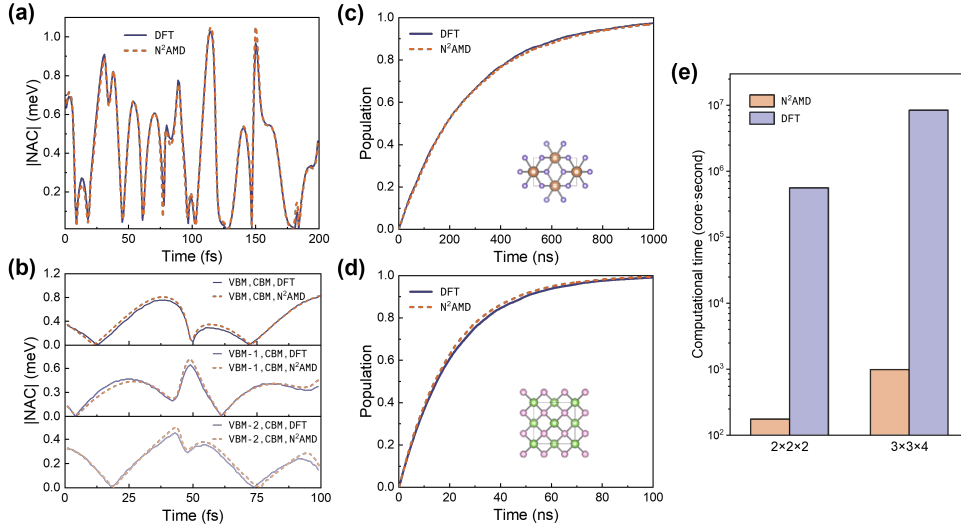 (a)
DFT
N²AMD
|NAC| (meV)
1.0
0.8
0.6
0.4
0.2
0
50
100
150
200
Time (fs)
(b)
VBM,CBM,DFT
VBM,CBM,N²AMD
1.2
0.8
0.4
0.0
VBM-1,CBM,DFT
VBM-1,CBM,N²AMD
|NAC| (meV)
0.8
0.4
0.0
VBM-2,CBM,DFT
VBM-2,CBM,N²AMD
0.4
0.2
0.0
0
25
50
75
100
Time (fs)
(c)
DFT
N²AMD
Population
1.0
0.8
0.6
0.4
0.2
0.0
0
200
400
600
800
1000
Time (ns)
(d)
DFT
N²AMD
Population
1.0
0.8
0.6
0.4
0.2
0.0
0
20
40
60
80
100
Time (ns)
(e)
N²AMD
DFT
Computational time (core·second)
10⁷
10⁶
10⁵
10⁴
10³
10²
2×2×2
3×3×4